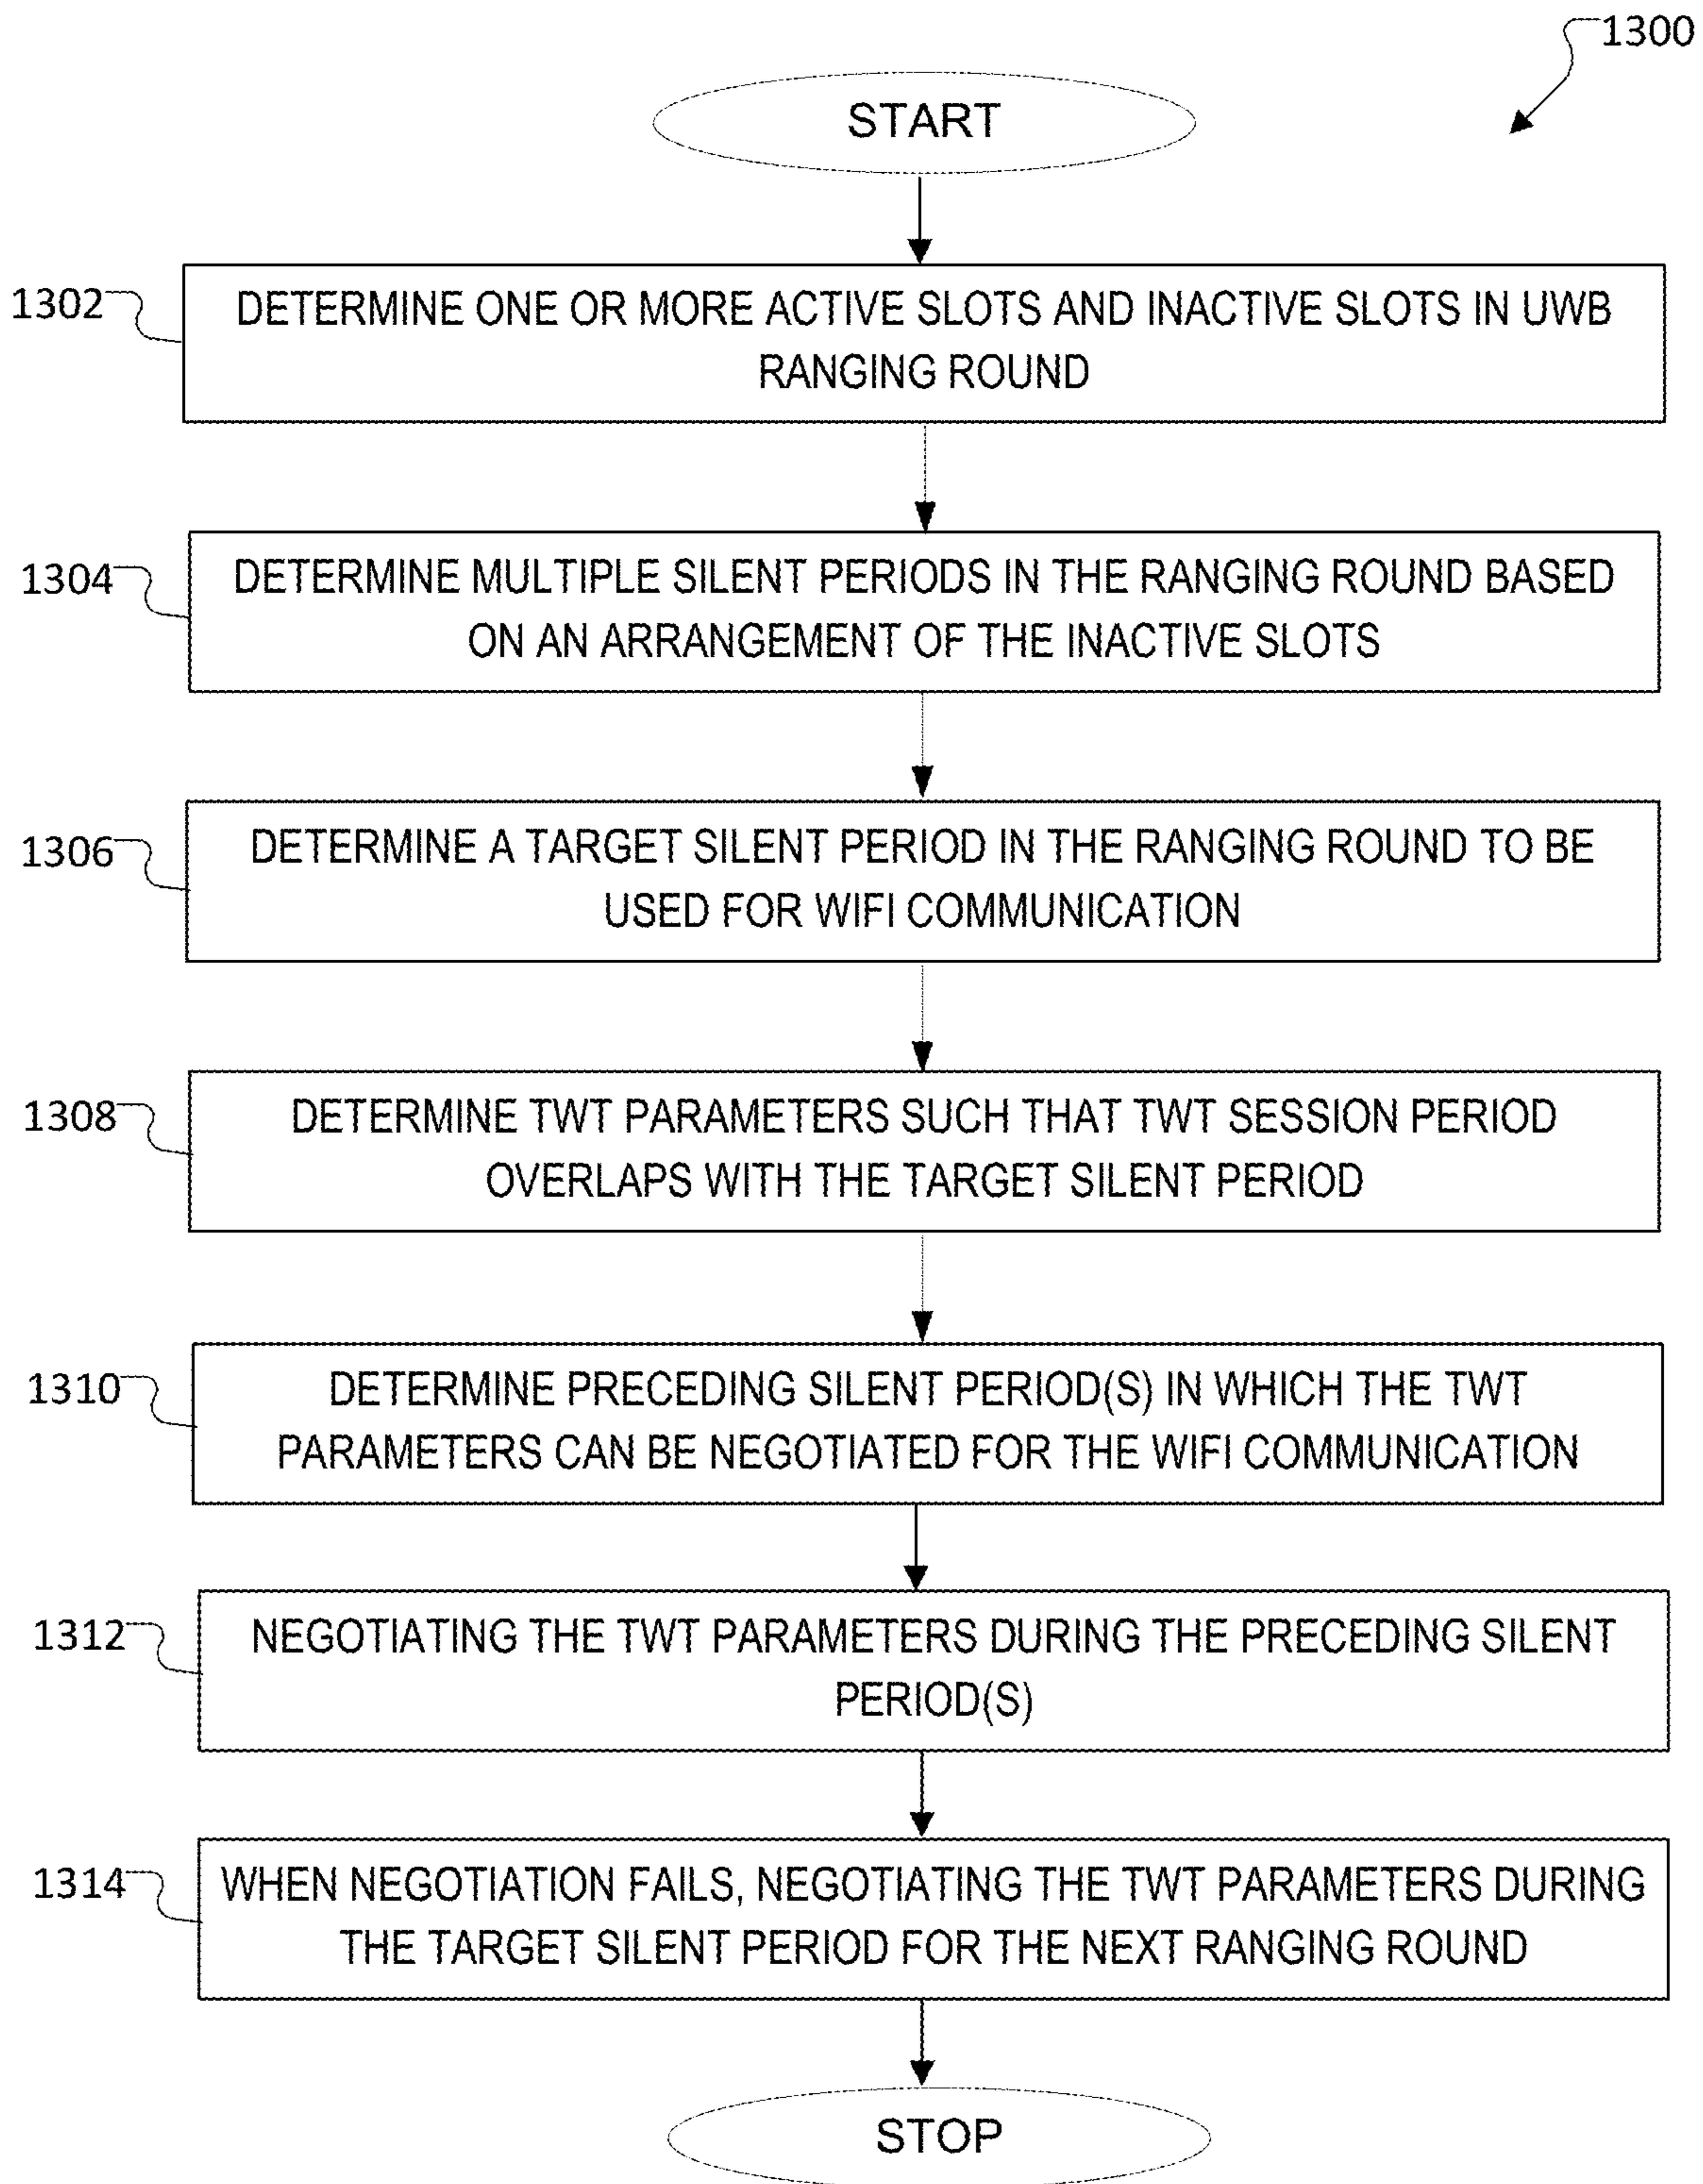 1300
START
1302
DETERMINE ONE OR MORE ACTIVE SLOTS AND INACTIVE SLOTS IN UWB
RANGING ROUND
1304
DETERMINE MULTIPLE SILENT PERIODS IN THE RANGING ROUND BASED
ON AN ARRANGEMENT OF THE INACTIVE SLOTS
1306
DETERMINE A TARGET SILENT PERIOD IN THE RANGING ROUND TO BE
USED FOR WIFI COMMUNICATION
1308
DETERMINE TWT PARAMETERS SUCH THAT TWT SESSION PERIOD
OVERLAPS WITH THE TARGET SILENT PERIOD
1310
DETERMINE PRECEDING SILENT PERIOD(S) IN WHICH THE TWT
PARAMETERS CAN BE NEGOTIATED FOR THE WIFI COMMUNICATION
1312
NEGOTIATING THE TWT PARAMETERS DURING THE PRECEDING SILENT
PERIOD(S)
1314
WHEN NEGOTIATION FAILS, NEGOTIATING THE TWT PARAMETERS DURING
THE TARGET SILENT PERIOD FOR THE NEXT RANGING ROUND
STOP